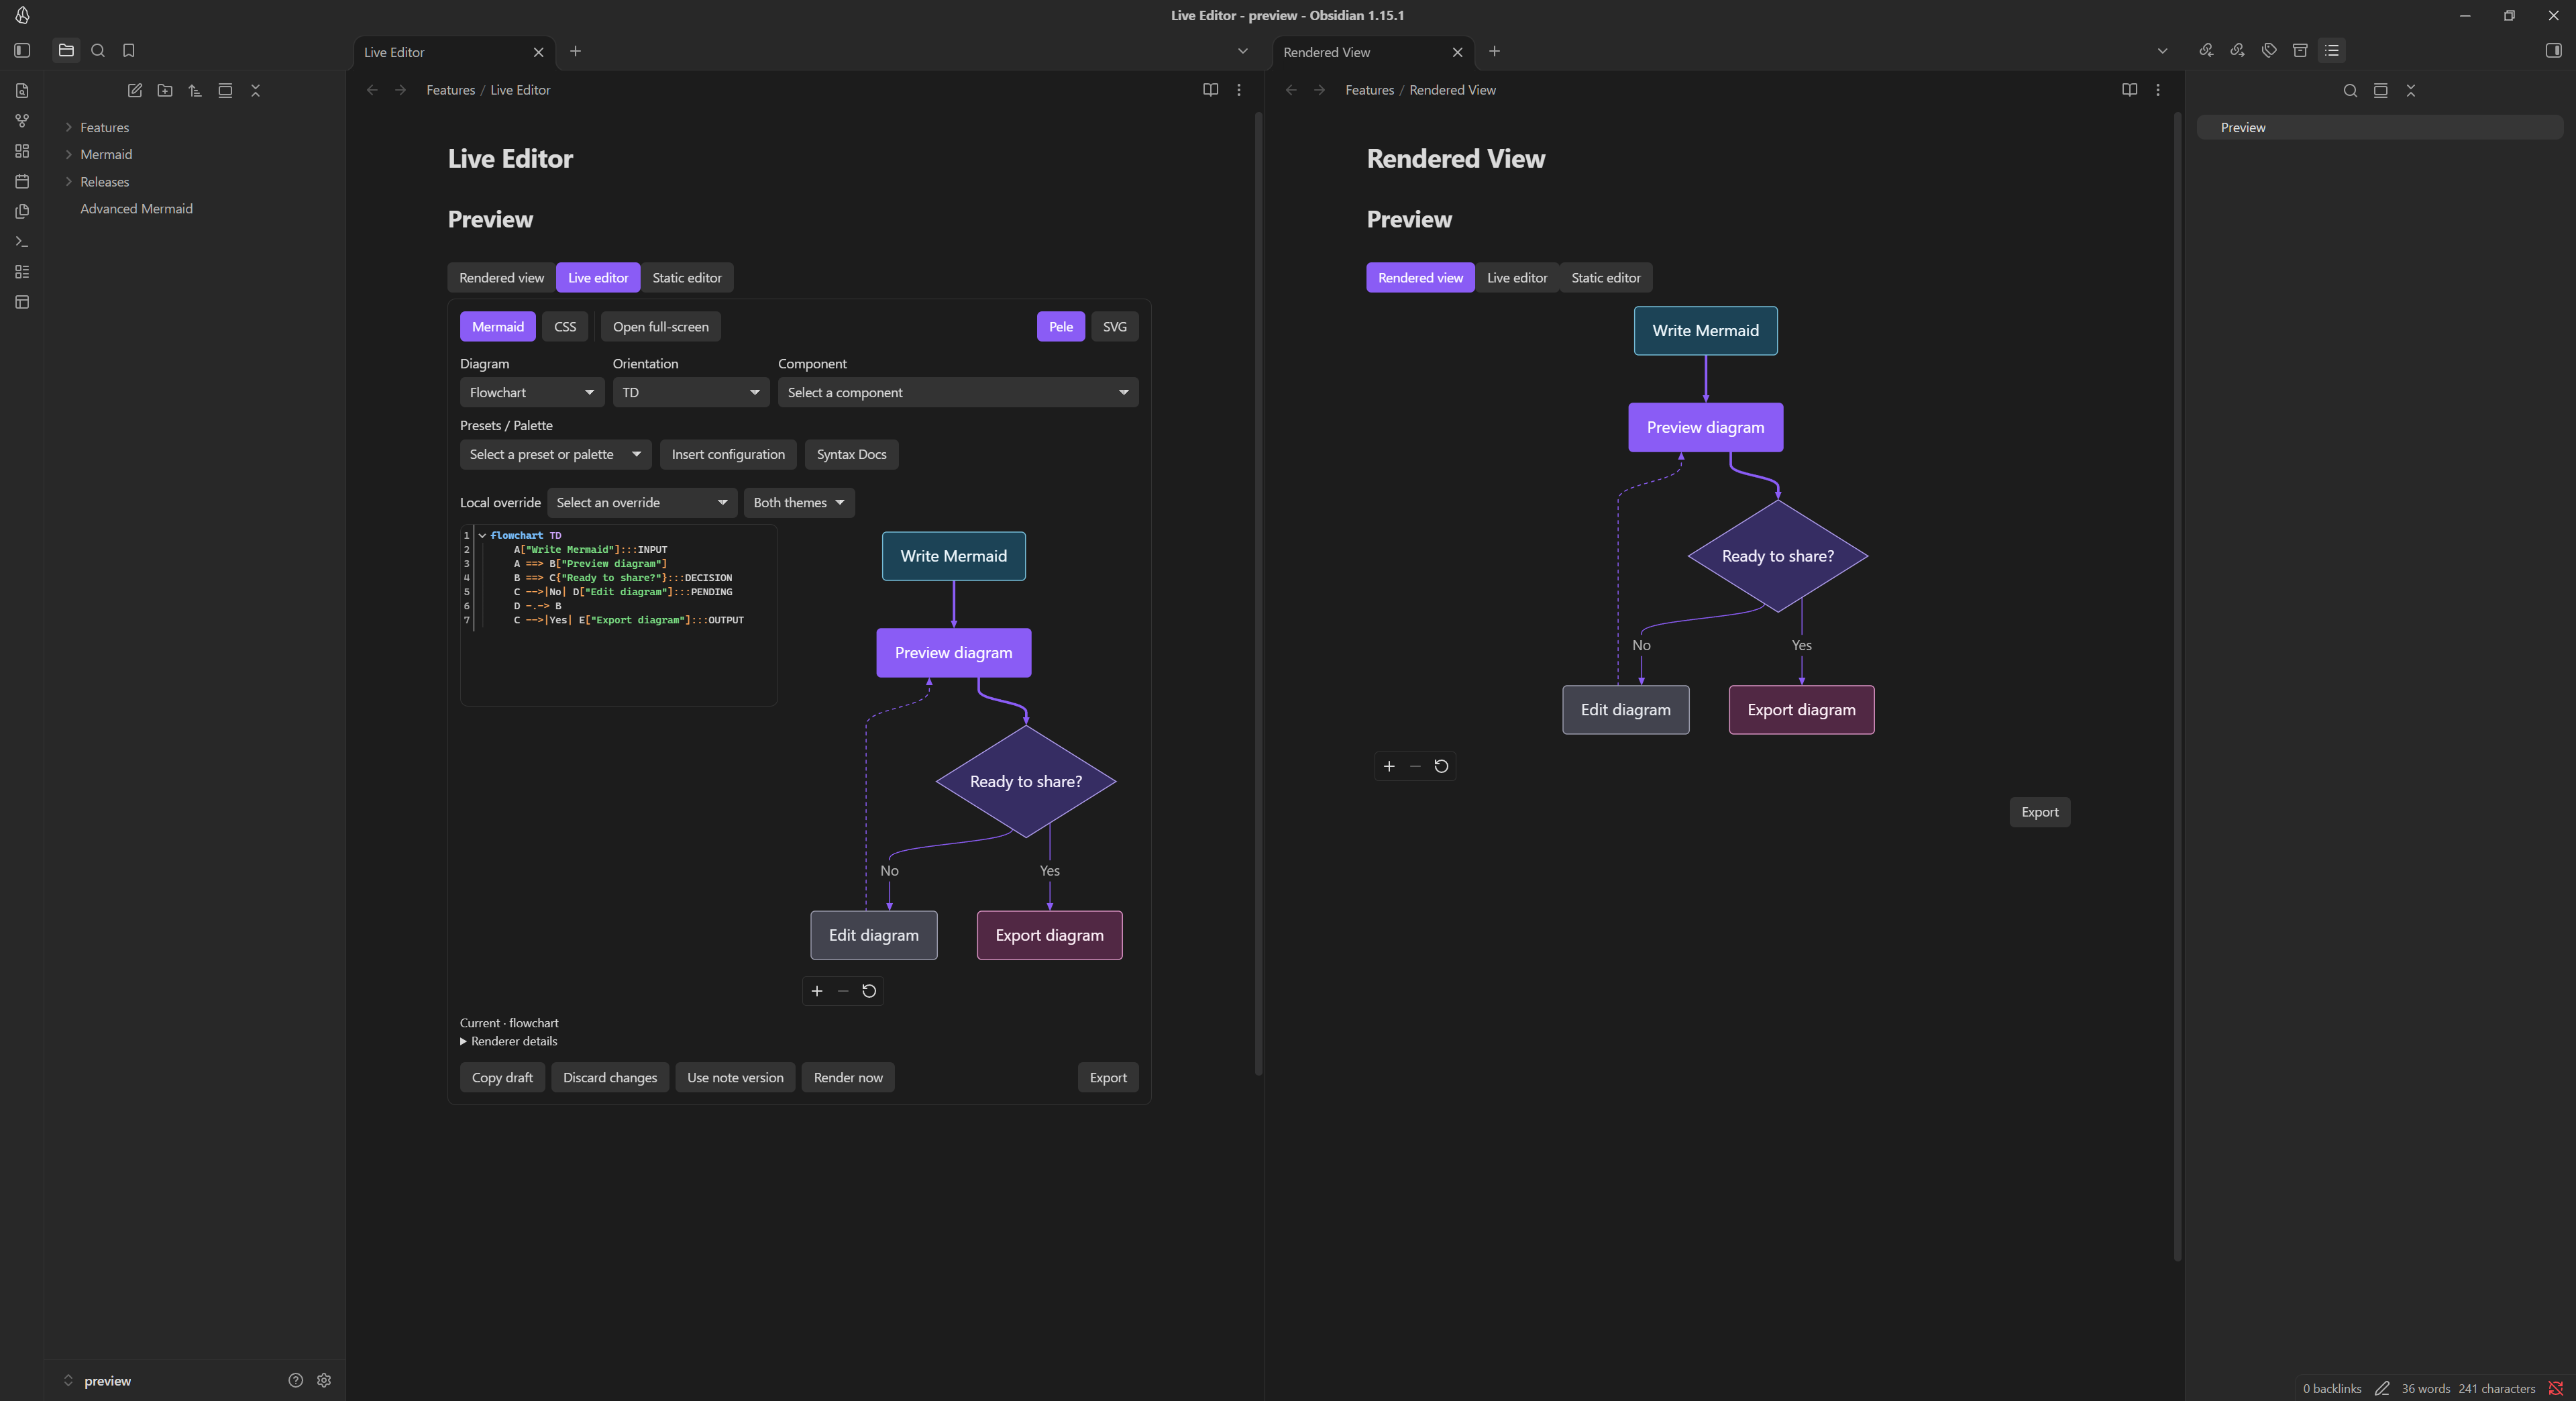 Live Editor - preview - Obsidian 1.15.1
Live Editor
Rendered View
Features / Live Editor
Features / Rendered View
Features
Mermaid
Releases
Advanced Mermaid
Live Editor
Preview
Rendered view Live editor Static editor
Mermaid CSS Open full-screen Pele SVG
Diagram Orientation Component
Flowchart TD Select a component
Presets / Palette
Select a preset or palette Insert configuration Syntax Docs
Local override Select an override Both themes
1 flowchart TD
2 A["Write Mermaid"]:::INPUT
3 A ==> B["Preview diagram"]
4 B ==> C{"Ready to share?"}:::DECISION
5 C -->|No| D["Edit diagram"]:::PENDING
6 D -.-> B
7 C -->|Yes| E["Export diagram"]:::OUTPUT
Write Mermaid
Preview diagram
Ready to share?
No Yes
Edit diagram Export diagram
Current · flowchart
Renderer details
Copy draft Discard changes Use note version Render now Export
Rendered View
Preview
Rendered view Live editor Static editor
Write Mermaid
Preview diagram
Ready to share?
No Yes
Edit diagram Export diagram
Export
Preview
preview
0 backlinks 36 words 241 characters